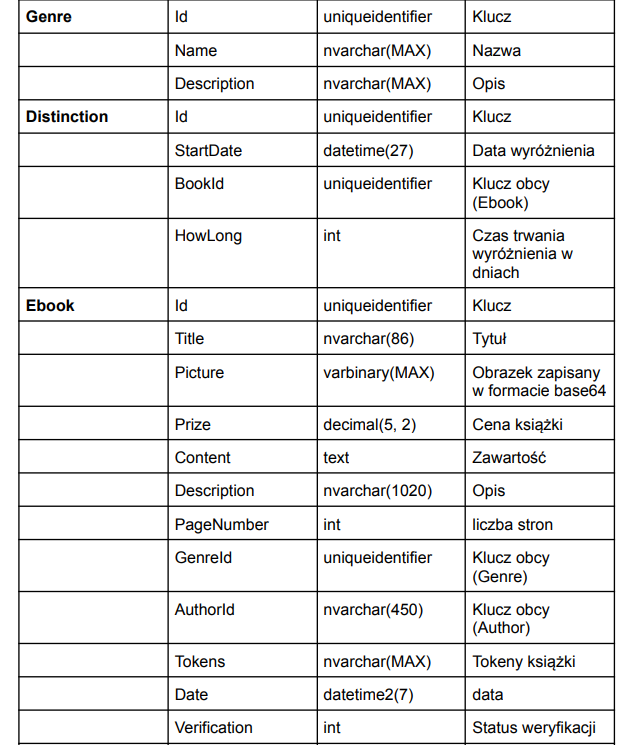 Genre Id uniqueidentifier Klucz
Name nvarchar(MAX) Nazwa
Description nvarchar(MAX) Opis
Distinction Id uniqueidentifier Klucz
StartDate datetime(27) Data wyróżnienia
BookId uniqueidentifier Klucz obcy
(Ebook)
HowLong int Czas trwania
wyróżnienia w
dniach
Ebook Id uniqueidentifier Klucz
Title nvarchar(86) Tytuł
Picture varbinary(MAX) Obrazek zapisany
w formacie base64
Prize decimal(5, 2) Cena książki
Content text Zawartość
Description nvarchar(1020) Opis
PageNumber int liczba stron
GenreId uniqueidentifier Klucz obcy
(Genre)
AuthorId nvarchar(450) Klucz obcy
(Author)
Tokens nvarchar(MAX) Tokeny książki
Date datetime2(7) data
Verification int Status weryfikacji